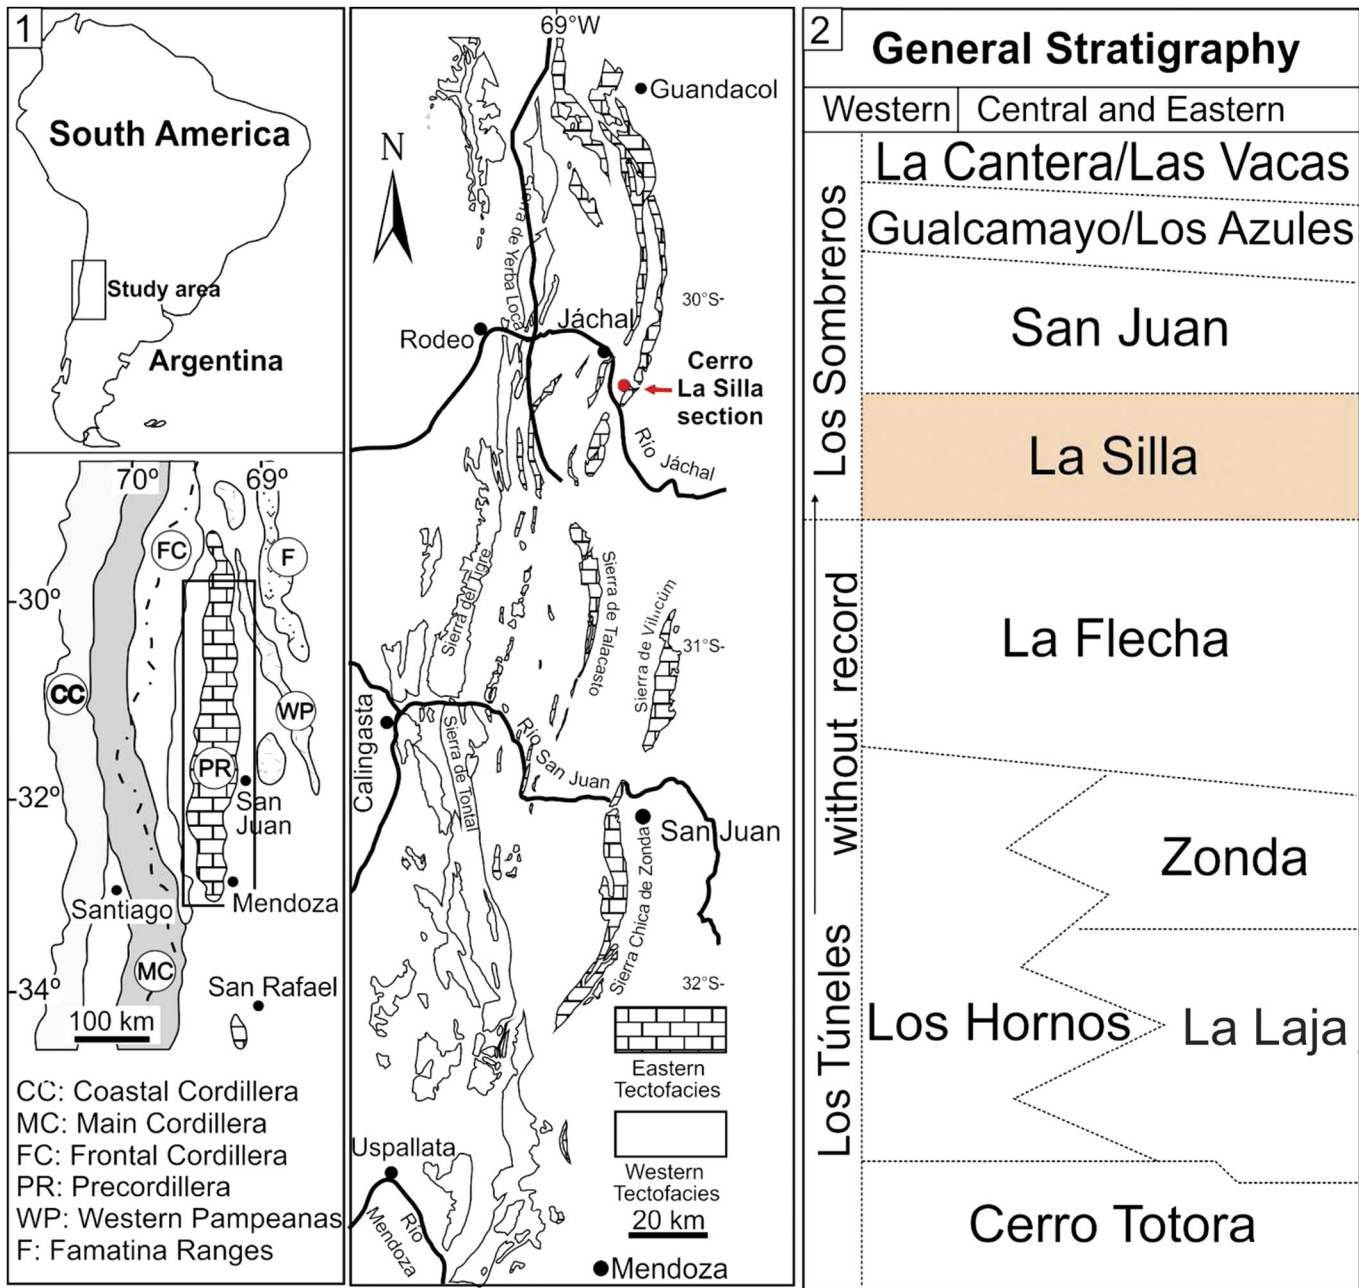 1
South America
Study area
Argentina
70° 69°
FC
F
-30°
CC
WP
PR
San
Juan
-32°
Santiago
Mendoza
MC
San Rafael
-34°
100 km
CC: Coastal Cordillera
MC: Main Cordillera
FC: Frontal Cordillera
PR: Precordillera
WP: Western Pampeanas
F: Famatina Ranges
69°W
Guandacol
N
Sierra de Yerba Loca
30°S-
Jáchal
Rodeo
Cerro
La Silla
section
Río Jáchal
Sierra del Tigre
Sierra de Talacasto
Sierra de Villicúm
31°S-
Calingasta
Sierra de Tontal
Río San Juan
San Juan
Sierra Chica de Zonda
32°S-
Eastern
Tectofacies
Uspallata
Western
Tectofacies
20 km
Río
Mendoza
Mendoza
2
General Stratigraphy
Western Central and Eastern
La Cantera/Las Vacas
Gualcamayo/Los Azules
San Juan
Los Sombreros
La Silla
without record
La Flecha
Zonda
Los Túneles
Los Hornos
La Laja
Cerro Totora